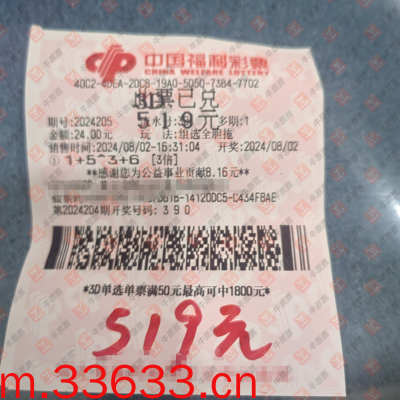 中国福利彩票
CHINA WELFARE LOTTERY
40C2-4DEA-20C8-19A0-5050-7384-7702
票已兑
519元
期号:2024205
多期:1
金额:24.00元 玩 法:组选全胆拖
销售时间:2024/08/02-16:31:04 开奖:2024/08/02
① 1+5 3+6 [3倍]
**感谢您为公益事业贡献8.16元**
-14120DC5-C434FBAE
第2024204期开奖号码:3 9 0
*3D单选单票满50元最高可中1800元*
519元
m.33633.cn